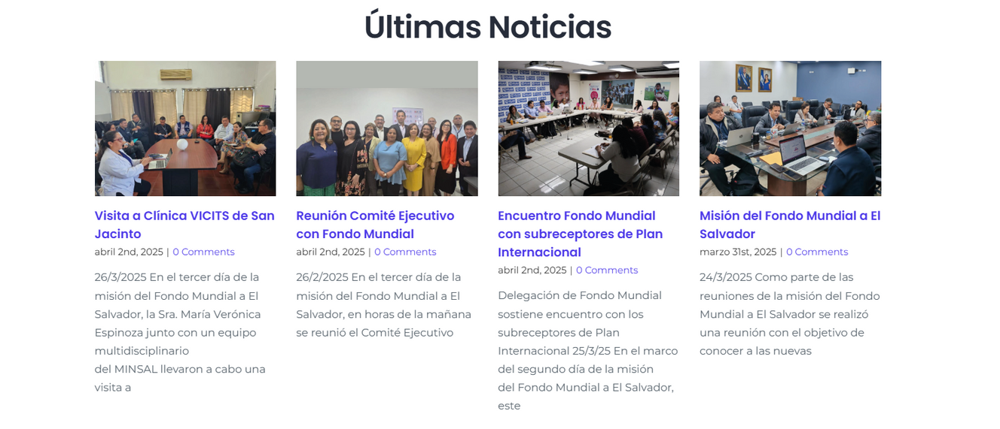 Últimas Noticias
Visita a Clínica VICITS de San
Jacinto
abril 2nd, 2025 | 0 Comments
26/3/2025 En el tercer día de la
misión del Fondo Mundial a El
Salvador, la Sra. María Verónica
Espinoza junto con un equipo
multidisciplinario
del MINSAL llevaron a cabo una
visita a
Reunión Comité Ejecutivo
con Fondo Mundial
abril 2nd, 2025 | 0 Comments
26/2/2025 En el tercer día de la
misión del Fondo Mundial a El
Salvador, en horas de la mañana
se reunió el Comité Ejecutivo
Encuentro Fondo Mundial
con subreceptores de Plan
Internacional
abril 2nd, 2025 | 0 Comments
Delegación de Fondo Mundial
sostiene encuentro con los
subreceptores de Plan
Internacional 25/3/25 En el marco
del segundo día de la misión
del Fondo Mundial a El Salvador,
este
Misión del Fondo Mundial a El
Salvador
marzo 31st, 2025 | 0 Comments
24/3/2025 Como parte de las
reuniones de la misión del Fondo
Mundial a El Salvador se realizó
una reunión con el objetivo de
conocer a las nuevas